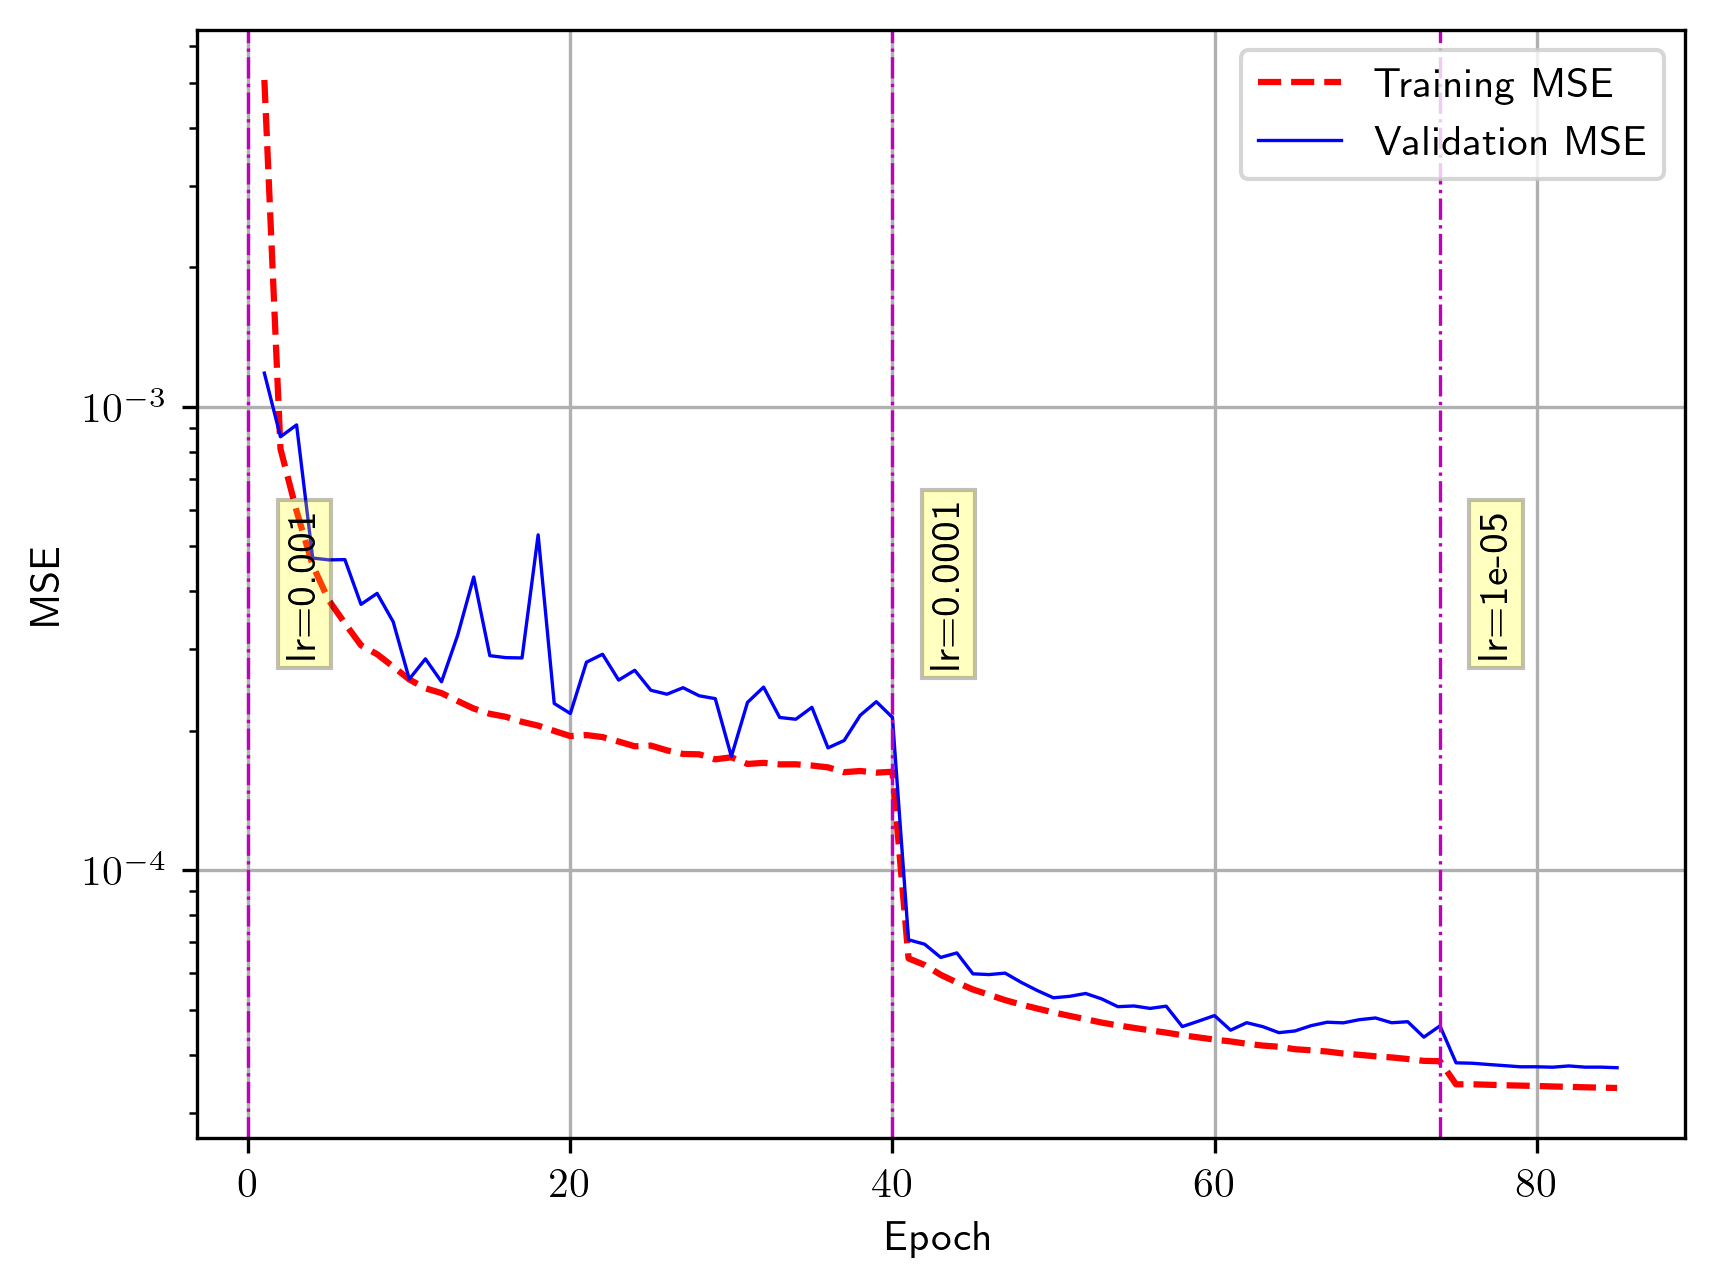 Training MSE
Validation MSE
10⁻³
10⁻⁴
MSE
lr=0.001
lr=0.0001
lr=1e-05
0 20 40 60 80
Epoch